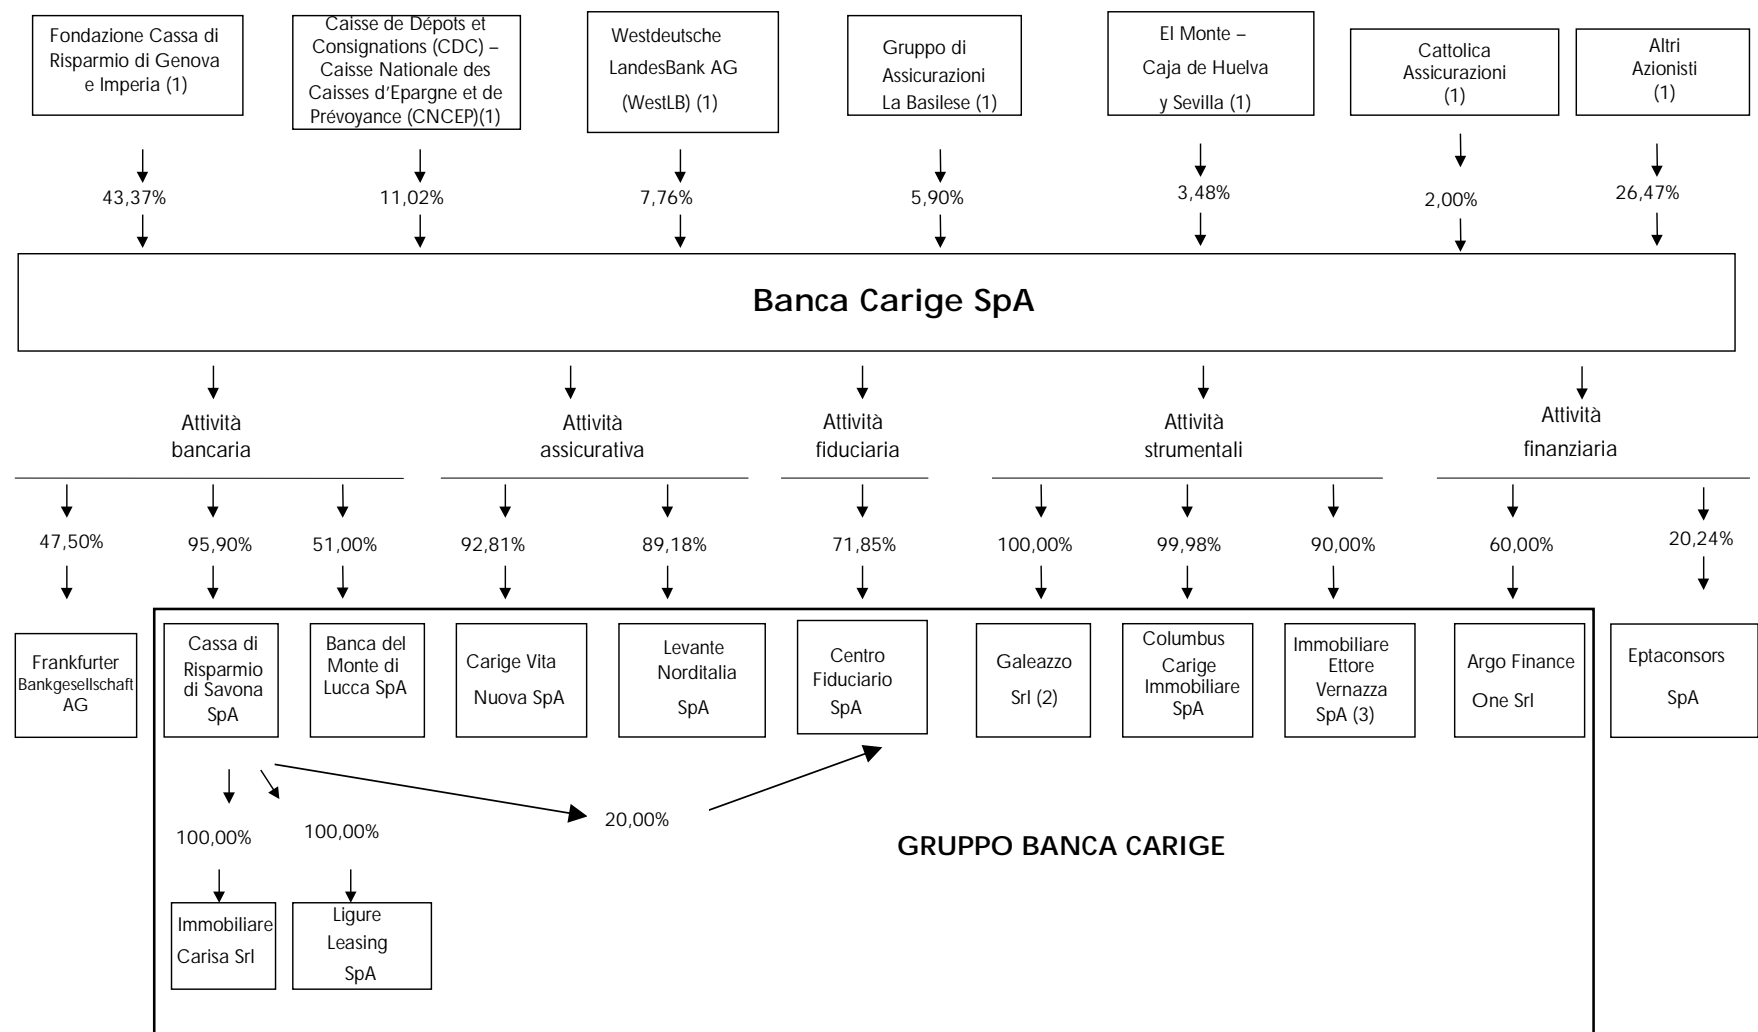 Fondazione Cassa di
Risparmio di Genova
e Imperia (1)
Caisse de Dépots et
Consignations (CDC) –
Caisse Nationale des
Caisses d'Epargne et de
Prévoyance (CNCEP)(1)
Westdeutsche
LandesBank AG
(WestLB) (1)
Gruppo di
Assicurazioni
La Basilese (1)
El Monte –
Caja de Huelva
y Sevilla (1)
Cattolica
Assicurazioni
(1)
Altri
Azionisti
(1)
43,37%
11,02%
7,76%
5,90%
3,48%
2,00%
26,47%
Banca Carige SpA
Attività
bancaria
Attività
assicurativa
Attività
fiduciaria
Attività
strumentali
Attività
finanziaria
47,50%
95,90%
51,00%
92,81%
89,18%
71,85%
100,00%
99,98%
90,00%
60,00%
20,24%
Frankfurter
Bankgesellschaft
AG
Cassa di
Risparmio
di Savona
SpA
Banca del
Monte di
Lucca SpA
Carige Vita
Nuova SpA
Levante
Norditalia
SpA
Centro
Fiduciario
SpA
Galeazzo
Srl (2)
Columbus
Carige
Immobiliare
SpA
Immobiliare
Ettore
Vernazza
SpA (3)
Argo Finance
One Srl
Eptaconsors
SpA
100,00%
100,00%
20,00%
GRUPPO BANCA CARIGE
Immobiliare
Carisa Srl
Ligure
Leasing
SpA